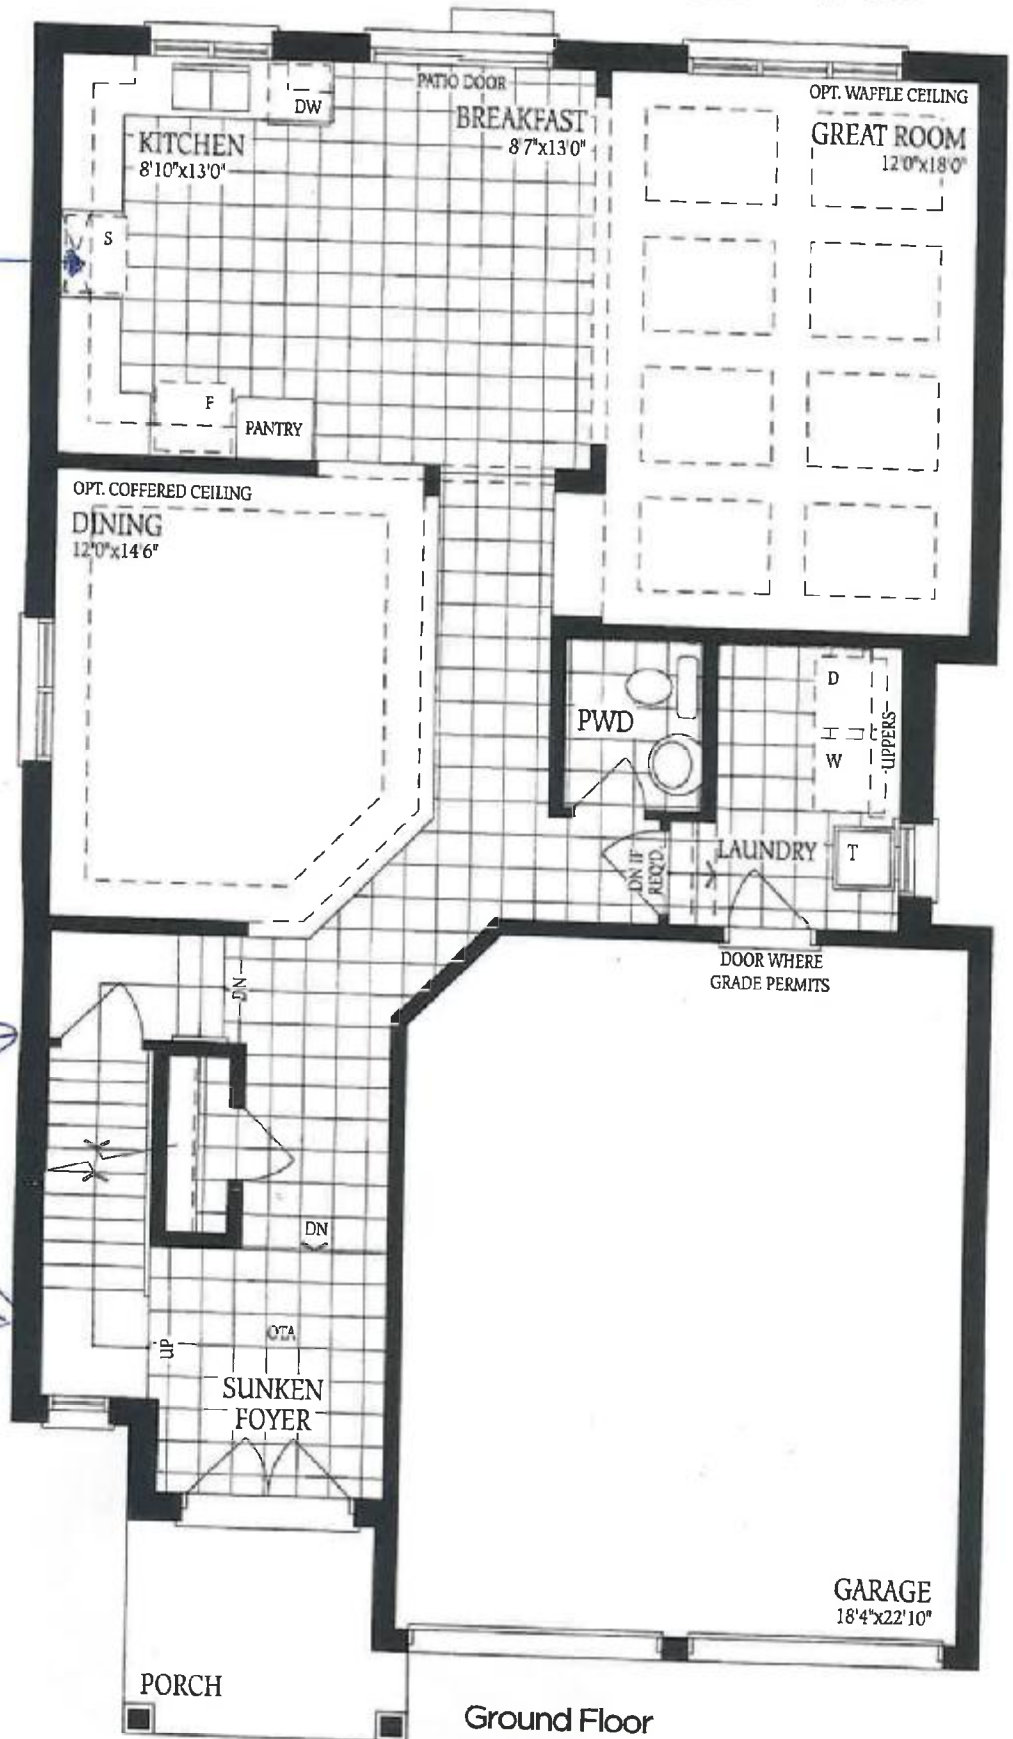 PATIO DOOR
OPT. WAFFLE CEILING
DW
BREAKFAST
8'7"x13'0"
GREAT ROOM
12'0"x18'0"
KITCHEN
8'10"x13'0"
S
F
PANTRY
OPT. COFFERED CEILING
DINING
12'0"x14'6"
D
PWD
UPPERS
W
LAUNDRY
T
DN IF
REQ'D.
DOOR WHERE
GRADE PERMITS
DN
DN
UP
OTA
SUNKEN
FOYER
GARAGE
18'4"x22'10"
PORCH
Ground Floor